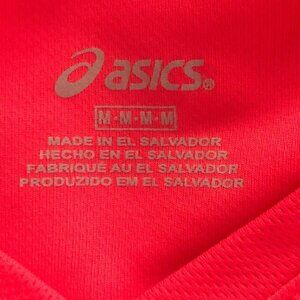 asics®
M·M·M·M
MADE IN EL SALVADOR
HECHO EN EL SALVADOR
FABRIQUÉ AU EL SALVADOR
PRODUZIDO EM EL SALVADOR